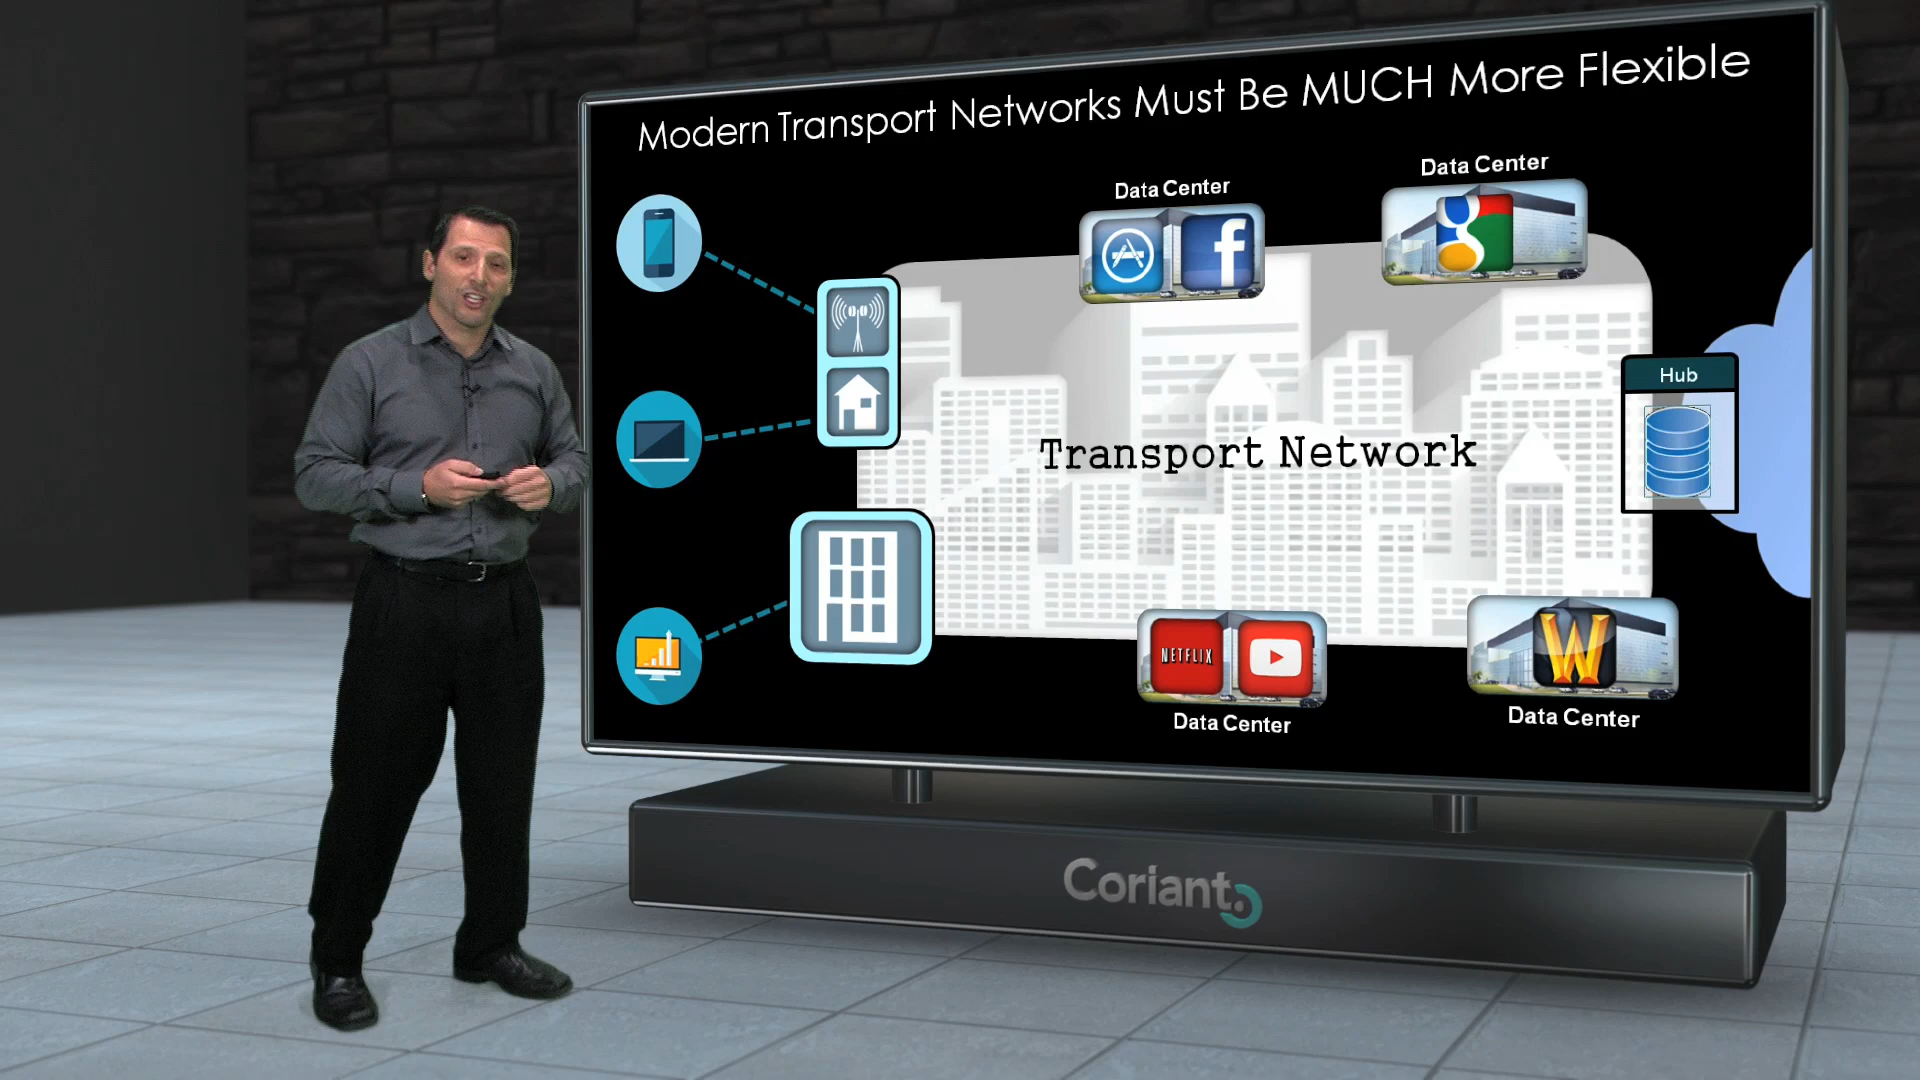 Modern Transport Networks Must Be MUCH More Flexible
Data Center
Data Center
f
g
Hub
Transport Network
NETFLIX
W
Data Center
Data Center
Coriant.